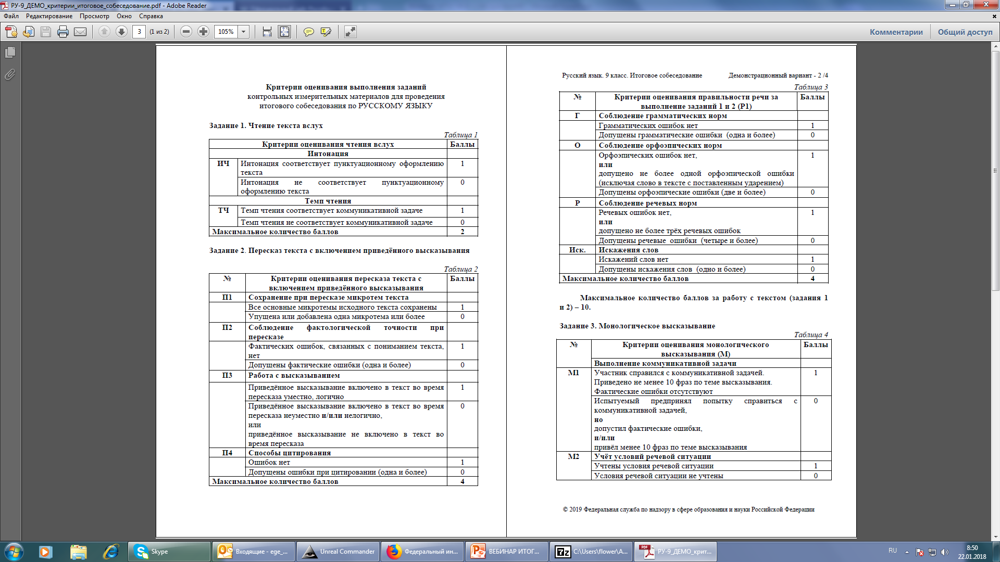 РУ-9_ДЕМО_критерии_итоговое_собеседование.pdf - Adobe Reader
Файл Редактирование Просмотр Окно Справка
3 (1 из 2) 105% Комментарии Общий доступ
Критерии оценивания выполнения заданий
контрольных измерительных материалов для проведения
итогового собеседования по РУССКОМУ ЯЗЫКУ
Задание 1. Чтение текста вслух
Таблица 1
Критерии оценивания чтения вслух Баллы
Интонация
ИЧ Интонация соответствует пунктуационному оформлению 1
текста
Интонация не соответствует пунктуационному 0
оформлению текста
Темп чтения
ТЧ Темп чтения соответствует коммуникативной задаче 1
Темп чтения не соответствует коммуникативной задаче 0
Максимальное количество баллов 2
Задание 2. Пересказ текста с включением приведённого высказывания
Таблица 2
№ Критерии оценивания пересказа текста с Баллы
включением приведённого высказывания
П1 Сохранение при пересказе микротем текста
Все основные микротемы исходного текста сохранены 1
Упущена или добавлена одна микротема или более 0
П2 Соблюдение фактологической точности при
пересказе
Фактических ошибок, связанных с пониманием текста, 1
нет
Допущены фактические ошибки (одна и более) 0
П3 Работа с высказыванием
Приведённое высказывание включено в текст во время 1
пересказа уместно, логично
Приведённое высказывание включено в текст во время 0
пересказа неуместно и/или нелогично,
или
приведённое высказывание не включено в текст во
время пересказа
П4 Способы цитирования
Ошибок нет 1
Допущены ошибки при цитировании (одна и более) 0
Максимальное количество баллов 4
Русский язык. 9 класс. Итоговое собеседование Демонстрационный вариант - 2 /4
Таблица 3
№ Критерии оценивания правильности речи за Баллы
выполнение заданий 1 и 2 (Р1)
Г Соблюдение грамматических норм
Грамматических ошибок нет 1
Допущены грамматические ошибки (одна и более) 0
О Соблюдение орфоэпических норм
Орфоэпических ошибок нет, 1
или
допущено не более одной орфоэпической ошибки
(исключая слово в тексте с поставленным ударением)
Допущены орфоэпические ошибки (две и более) 0
Р Соблюдение речевых норм
Речевых ошибок нет, 1
или
допущено не более трёх речевых ошибок
Допущены речевые ошибки (четыре и более) 0
Иск. Искажения слов
Искажений слов нет 1
Допущены искажения слов (одно и более) 0
Максимальное количество баллов 4
Максимальное количество баллов за работу с текстом (задания 1
и 2) – 10.
Задание 3. Монологическое высказывание
Таблица 4
№ Критерии оценивания монологического Баллы
высказывания (М)
Выполнение коммуникативной задачи
М1 Участник справился с коммуникативной задачей. 1
Приведено не менее 10 фраз по теме высказывания.
Фактические ошибки отсутствуют
Испытуемый предпринял попытку справиться с 0
коммуникативной задачей,
но
допустил фактические ошибки,
и/или
привёл менее 10 фраз по теме высказывания
М2 Учёт условий речевой ситуации
Учтены условия речевой ситуации 1
Условия речевой ситуации не учтены 0
© 2019 Федеральная служба по надзору в сфере образования и науки Российской Федерации
Skype Входящие - ege_... Unreal Commander Федеральный ин... ВЕБИНАР ИТОГ... C:\Users\flower\A... РУ-9_ДЕМО_крит... RU 8:50
22.01.2018